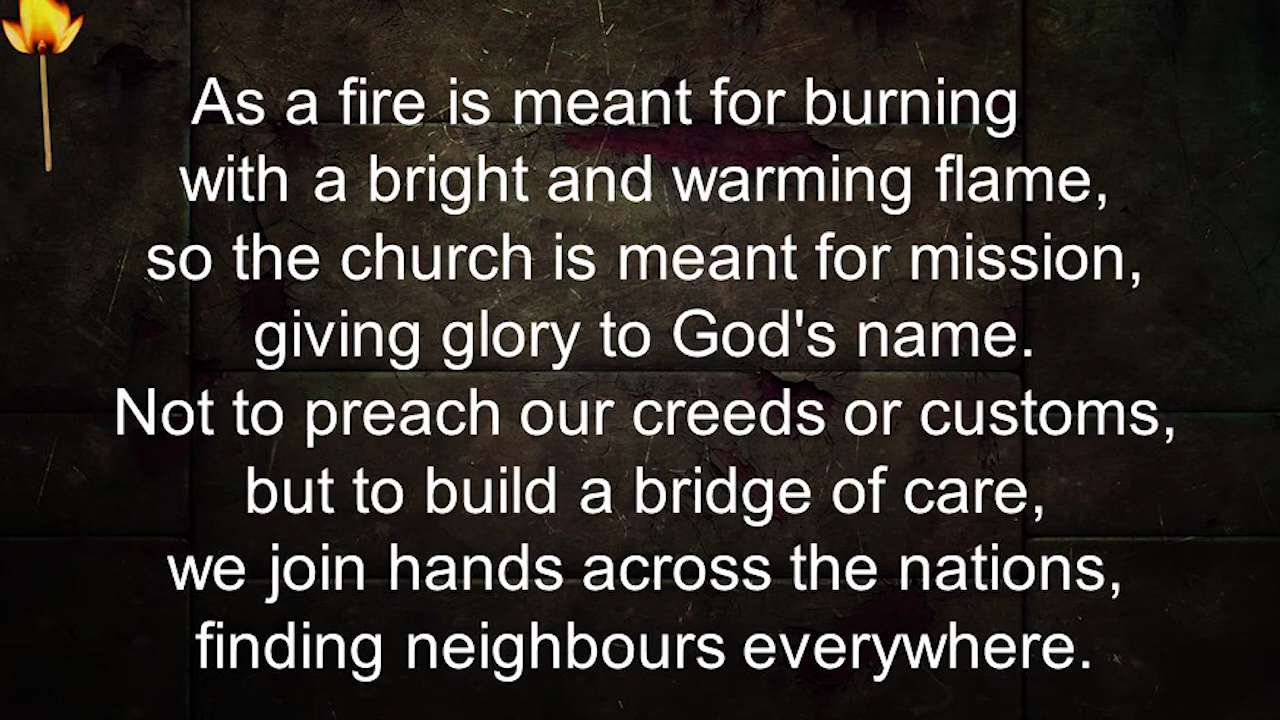 As a fire is meant for burning
with a bright and warming flame,
so the church is meant for mission,
giving glory to God's name.
Not to preach our creeds or customs,
but to build a bridge of care,
we join hands across the nations,
finding neighbours everywhere.